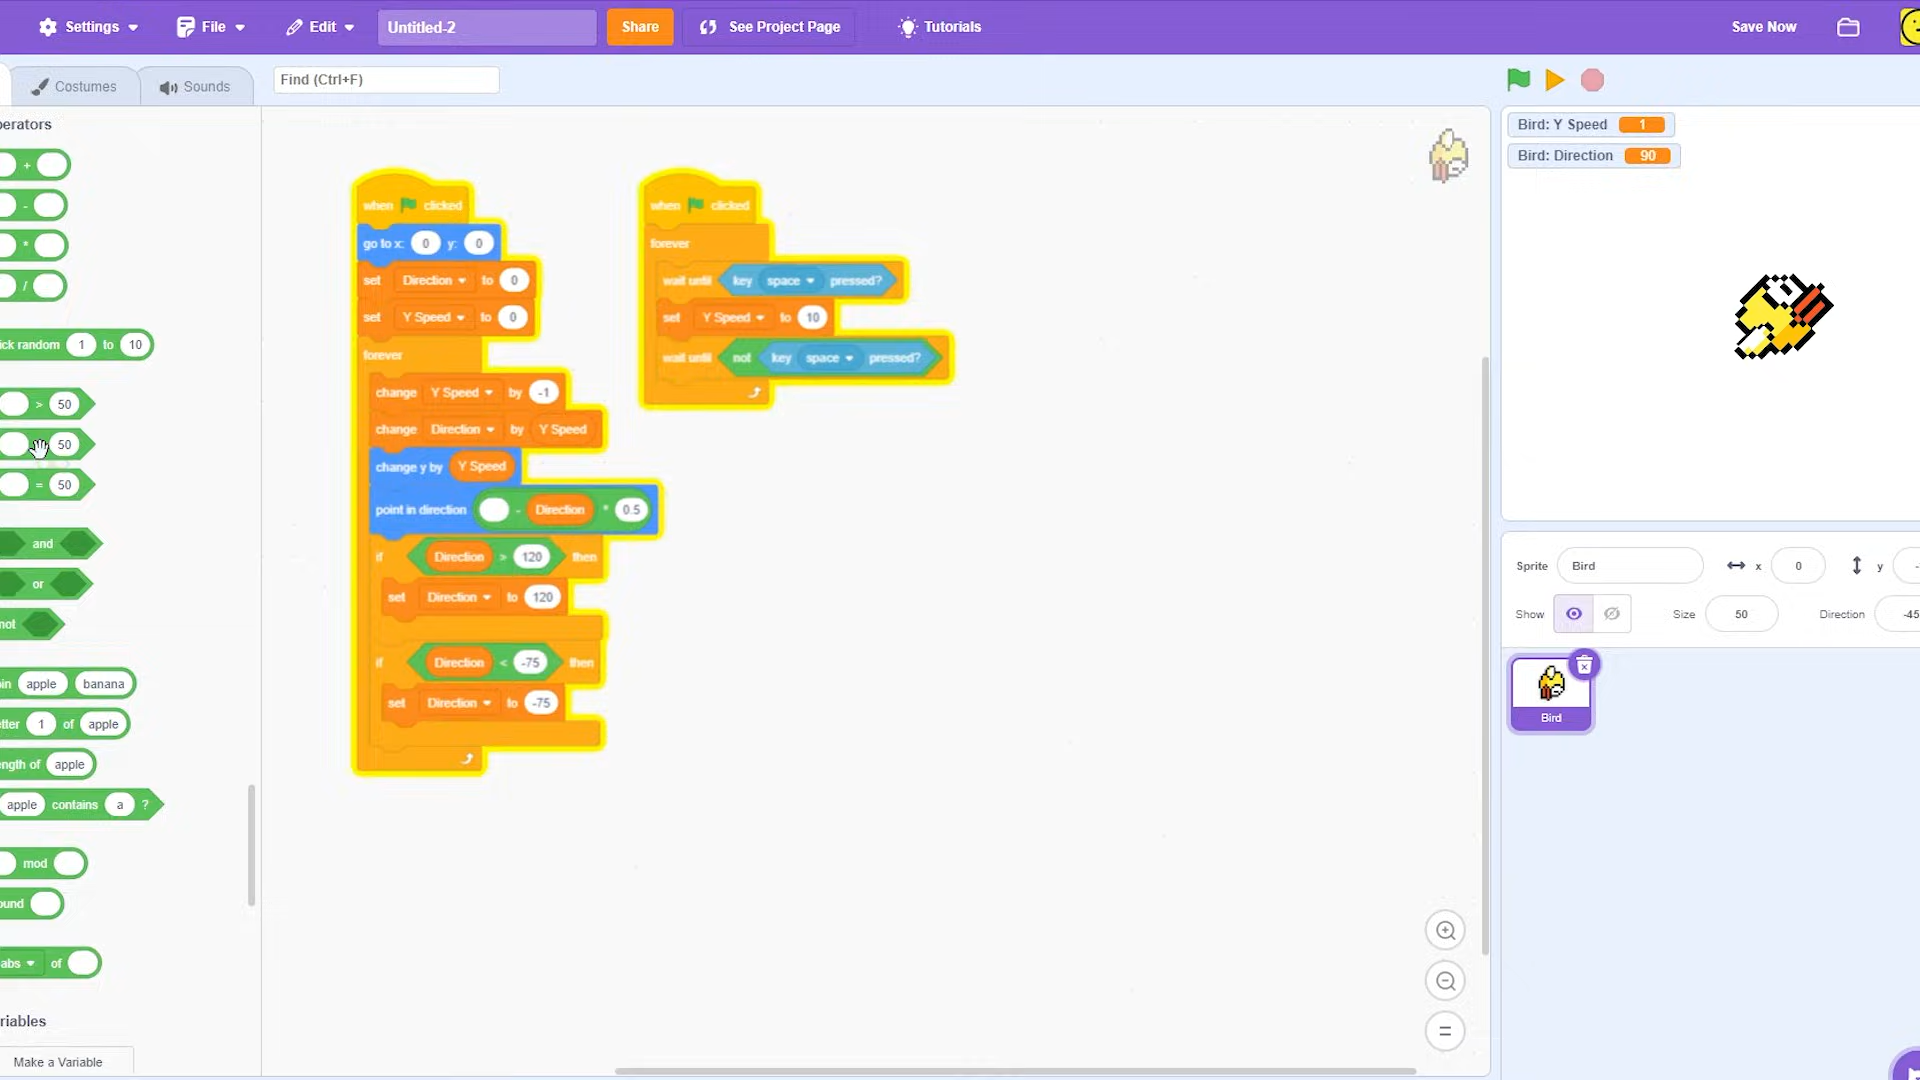 Settings File Edit Untitled-2 Share See Project Page Tutorials Save Now
Costumes Sounds Find (Ctrl+F)
perators
+
-
*
/
ick random 1 to 10
> 50
50
= 50
and
or
not
in apple banana
tter 1 of apple
ngth of apple
apple contains a ?
mod
ound
abs of
riables
Make a Variable
when clicked
go to x: 0 y: 0
set Direction to 0
set Y Speed to 0
forever
change Y Speed by -1
change Direction by Y Speed
change y by Y Speed
point in direction - Direction * 0.5
if Direction > 120 then
set Direction to 120
if Direction < -75 then
set Direction to -75
when clicked
forever
wait until key space pressed?
set Y Speed to 10
wait until not key space pressed?
Bird: Y Speed 1
Bird: Direction 90
Sprite Bird x 0 y -
Show Size 50 Direction -45
Bird